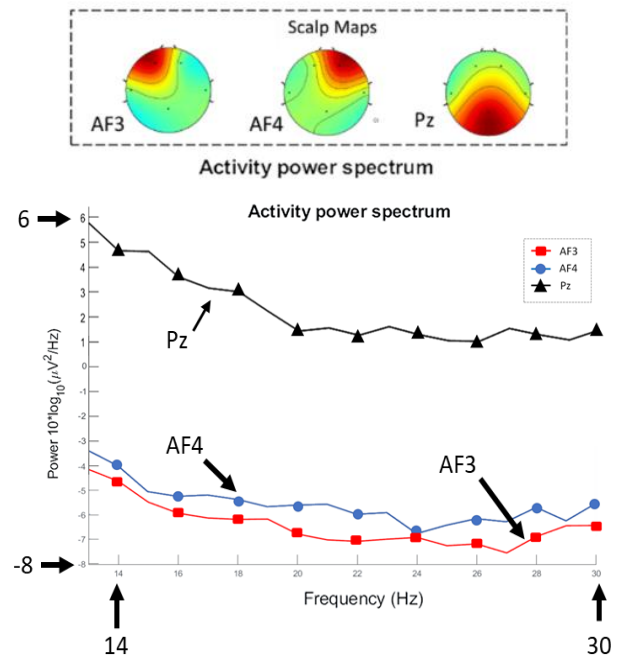 Scalp Maps
AF3
AF4
Pz
Activity power spectrum
Activity power spectrum
6
6
5
4
3
2
1
0
-1
-2
-3
-4
-5
-6
-7
-8
-8
Power 10*log10(μV2/Hz)
AF3
AF4
Pz
Pz
AF4
AF3
14
16
18
20
22
24
26
28
30
Frequency (Hz)
14
30